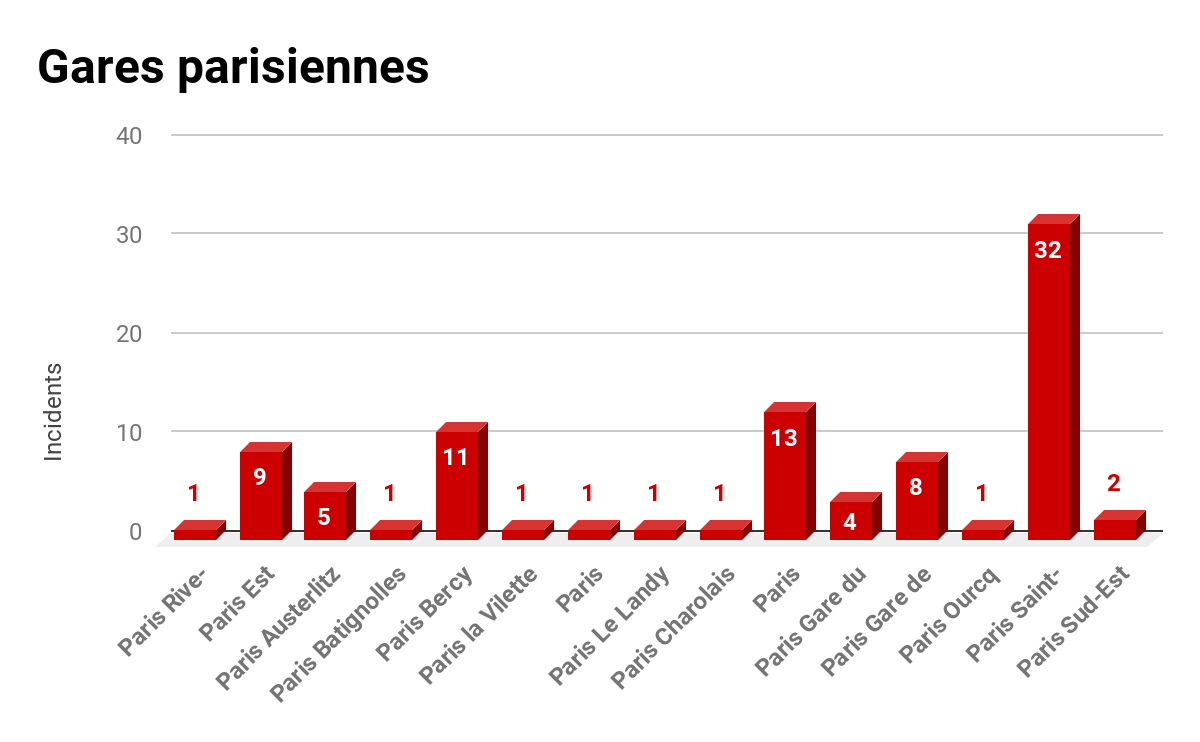 Gares parisiennes
Incidents
40
30
20
10
0
1
9
5
1
11
1
1
1
1
13
4
8
1
32
2
Paris Rive-
Paris Est
Paris Austerlitz
Paris Batignolles
Paris Bercy
Paris la Vilette
Paris
Paris Le Landy
Paris Charolais
Paris
Paris Gare du
Paris Gare de
Paris Ourcq
Paris Saint-
Paris Sud-Est